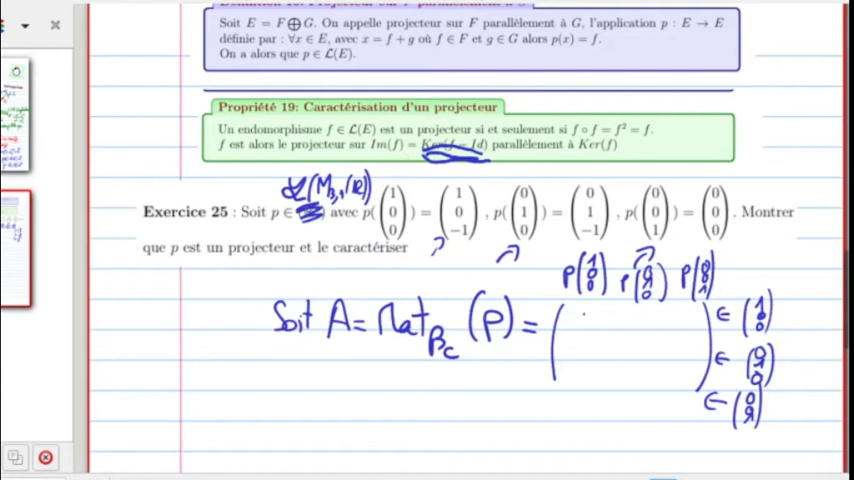 Soit E = F ⊕ G. On appelle projecteur sur F parallèlement à G, l'application p : E → E
définie par : ∀x ∈ E, avec x = f + g où f ∈ F et g ∈ G alors p(x) = f.
On a alors que p ∈ L(E).
Propriété 19: Caractérisation d'un projecteur
Un endomorphisme f ∈ L(E) est un projecteur si et seulement si f ∘ f = f² = f.
f est alors le projecteur sur Im(f) = Ker(f − Id) parallèlement à Ker(f)
L(M₃,₁(ℝ))
Exercice 25 : Soit p ∈ avec p((1 0 0)) = (1 0 −1), p((0 1 0)) = (0 1 −1), p((0 0 1)) = (0 0 0). Montrer
que p est un projecteur et le caractériser
p(1 0 0) p(0 1 0) p(0 0 1)
Soit A = Mat_Bc (p) = ( )
∈ (1 0 0)
∈ (0 1 0)
∈ (0 0 1)